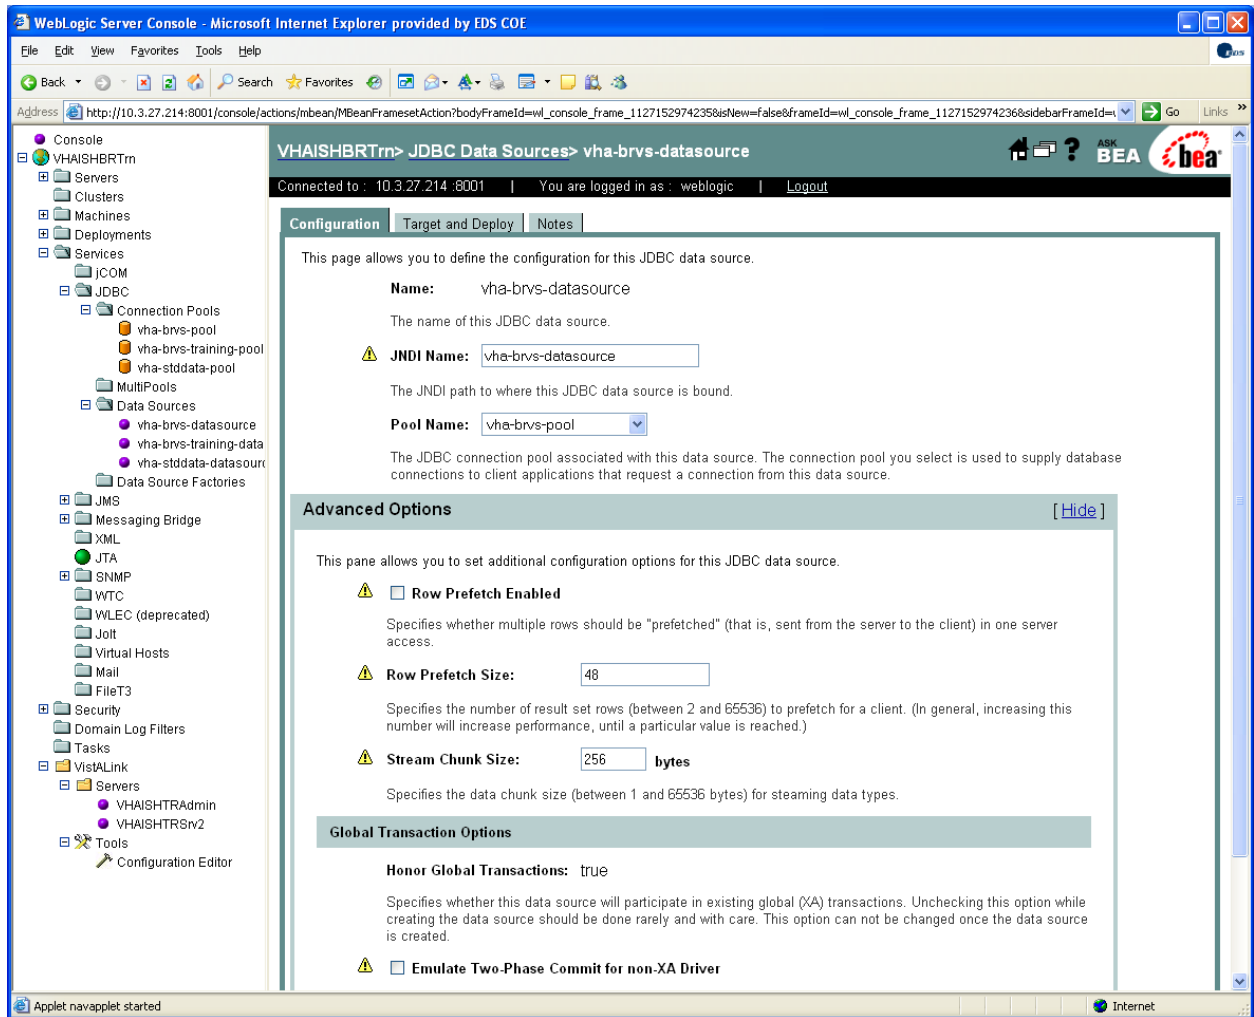 WebLogic Server Console - Microsoft Internet Explorer provided by EDS COE
File Edit View Favorites Tools Help
EDS
Back Search Favorites
Address http://10.3.27.214:8001/console/actions/mbean/MBeanFramesetAction?bodyFrameId=wl_console_frame_1127152974235&isNew=false&frameId=wl_console_frame_1127152974236&sidebarFrameId= Go Links »
Console
VHAISHBRTrn
Servers
Clusters
Machines
Deployments
Services
jCOM
JDBC
Connection Pools
vha-brvs-pool
vha-brvs-training-pool
vha-stddata-pool
MultiPools
Data Sources
vha-brvs-datasource
vha-brvs-training-data
vha-stddata-datasourc
Data Source Factories
JMS
Messaging Bridge
XML
JTA
SNMP
WTC
WLEC (deprecated)
Jolt
Virtual Hosts
Mail
FileT3
Security
Domain Log Filters
Tasks
VistALink
Servers
VHAISHTRAdmin
VHAISHTRSrv2
Tools
Configuration Editor
VHAISHBRTrn> JDBC Data Sources> vha-brvs-datasource
? ASK BEA bea
Connected to : 10.3.27.214 :8001 | You are logged in as : weblogic | Logout
Configuration Target and Deploy Notes
This page allows you to define the configuration for this JDBC data source.
Name: vha-brvs-datasource
The name of this JDBC data source.
JNDI Name: vha-brvs-datasource
The JNDI path to where this JDBC data source is bound.
Pool Name: vha-brvs-pool
The JDBC connection pool associated with this data source. The connection pool you select is used to supply database
connections to client applications that request a connection from this data source.
Advanced Options [ Hide ]
This pane allows you to set additional configuration options for this JDBC data source.
Row Prefetch Enabled
Specifies whether multiple rows should be "prefetched" (that is, sent from the server to the client) in one server
access.
Row Prefetch Size: 48
Specifies the number of result set rows (between 2 and 65536) to prefetch for a client. (In general, increasing this
number will increase performance, until a particular value is reached.)
Stream Chunk Size: 256 bytes
Specifies the data chunk size (between 1 and 65536 bytes) for steaming data types.
Global Transaction Options
Honor Global Transactions: true
Specifies whether this data source will participate in existing global (XA) transactions. Unchecking this option while
creating the data source should be done rarely and with care. This option can not be changed once the data source
is created.
Emulate Two-Phase Commit for non-XA Driver
Applet navapplet started Internet